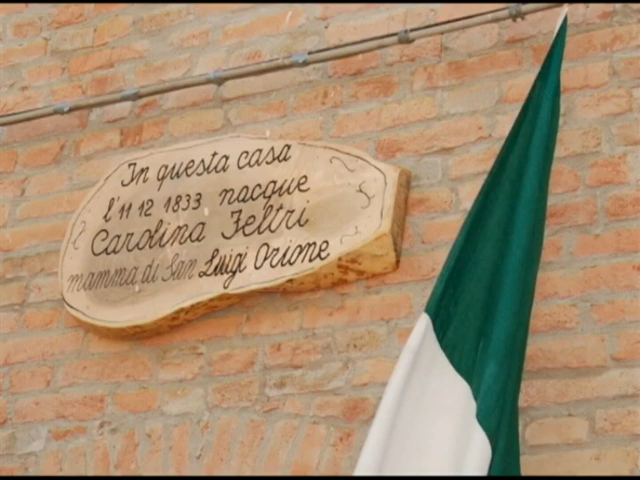 In questa casa
l'11 12 1833 nacque
Carolina Feltri
mamma di San Luigi Orione